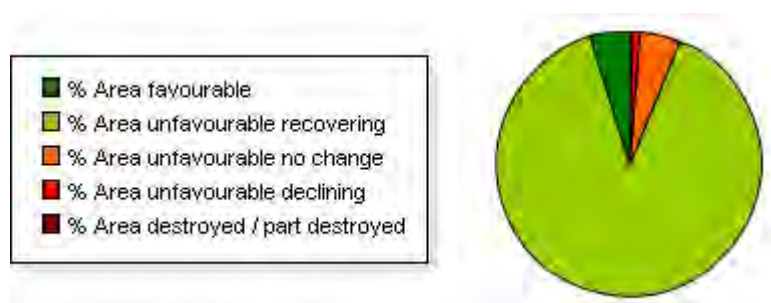 % Area favourable
% Area unfavourable recovering
% Area unfavourable no change
% Area unfavourable declining
% Area destroyed / part destroyed